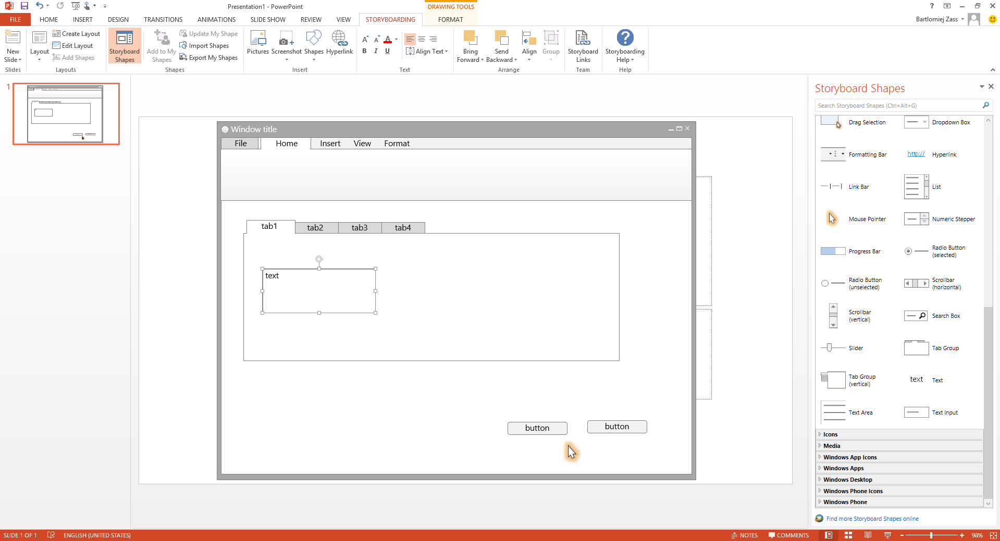 Presentation1 - PowerPoint
DRAWING TOOLS
?
FILE HOME INSERT DESIGN TRANSITIONS ANIMATIONS SLIDE SHOW REVIEW VIEW STORYBOARDING FORMAT
Bartlomiej Zass
New Slide
Slides
Layout
Create Layout
Edit Layout
Add Shapes
Layouts
Storyboard Shapes
Add to My Shapes
Update My Shape
Import Shapes
Export My Shapes
Shapes
Pictures
Screenshot
Shapes
Hyperlink
Insert
A A A
B I U
Align Text
Text
Bring Forward
Send Backward
Align
Group
Arrange
Storyboard Links
Team
Storyboarding Help
Help
1
Window title
File Home Insert View Format
tab1 tab2 tab3 tab4
text
button button
Storyboard Shapes
Search Storyboard Shapes (Ctrl+Alt+G)
Drag Selection
Dropdown Box
Formatting Bar
http://
Hyperlink
Link Bar
List
Mouse Pointer
Numeric Stepper
Progress Bar
Radio Button (selected)
Radio Button (unselected)
Scrollbar (horizontal)
Scrollbar (vertical)
Search Box
Slider
Tab Group
Tab Group (vertical)
text
Text
Text Area
Text Input
Icons
Media
Windows App Icons
Windows Apps
Windows Desktop
Windows Phone Icons
Windows Phone
Find more Storyboard Shapes online
SLIDE 1 OF 1 ENGLISH (UNITED STATES) NOTES COMMENTS 98%